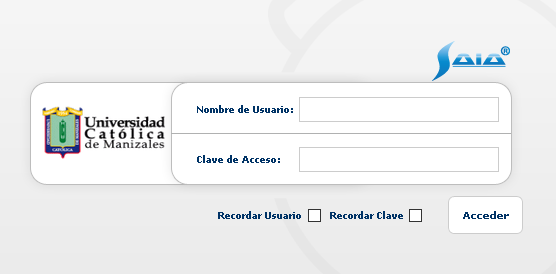 SAIA®
Nombre de Usuario:
Universidad
Católica
de Manizales
Clave de Acceso:
Recordar Usuario Recordar Clave Acceder